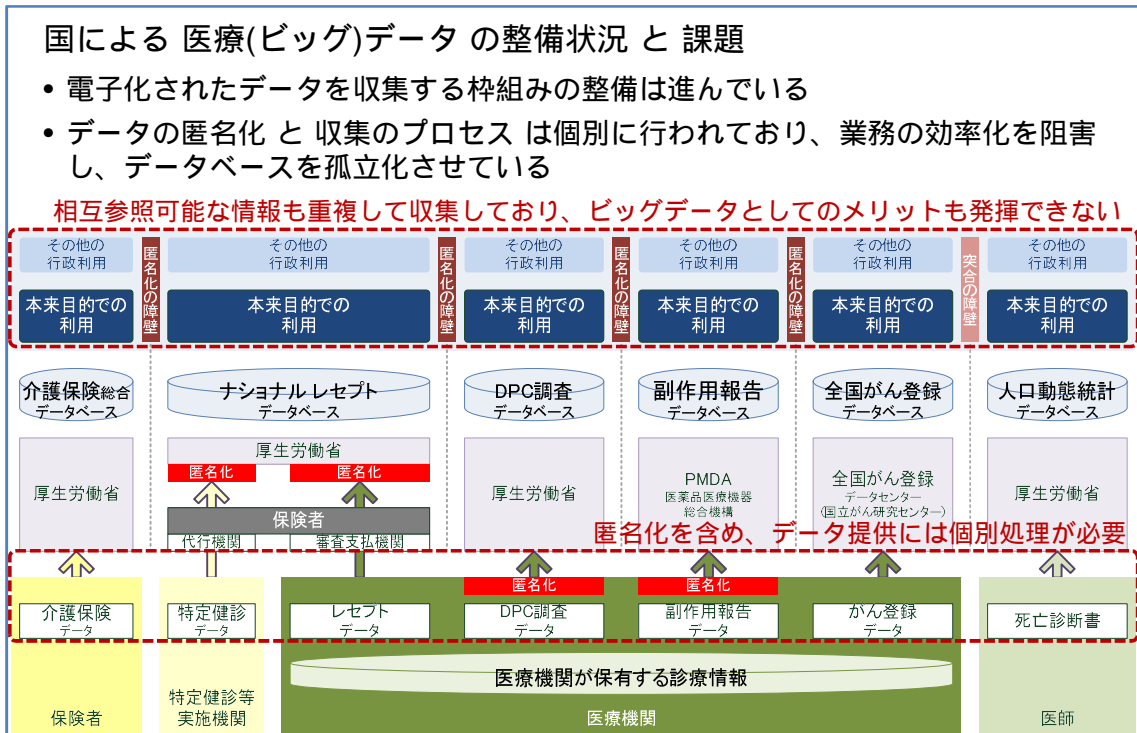 国による 医療(ビッグ)データ の整備状況 と 課題
• 電子化されたデータを収集する枠組みの整備は進んでいる
• データの匿名化 と 収集のプロセス は個別に行われており、業務の効率化を阻害
し、データベースを孤立化させている
相互参照可能な情報も重複して収集しており、ビッグデータとしてのメリットも発揮できない
その他の
行政利用
本来目的での
利用
匿名化の障壁
その他の
行政利用
本来目的での
利用
匿名化の障壁
その他の
行政利用
本来目的での
利用
匿名化の障壁
その他の
行政利用
本来目的での
利用
匿名化の障壁
その他の
行政利用
本来目的での
利用
突合の障壁
その他の
行政利用
本来目的での
利用
介護保険総合
データベース
ナショナル レセプト
データベース
DPC調査
データベース
副作用報告
データベース
全国がん登録
データベース
人口動態統計
データベース
厚生労働省
厚生労働省
匿名化
匿名化
保険者
代行機関
審査支払機関
厚生労働省
PMDA
医薬品医療機器
総合機構
全国がん登録
データセンター
(国立がん研究センター)
厚生労働省
匿名化を含め、データ提供には個別処理が必要
匿名化
匿名化
介護保険
データ
特定健診
データ
レセプト
データ
DPC調査
データ
副作用報告
データ
がん登録
データ
死亡診断書
医療機関が保有する診療情報
保険者
特定健診等
実施機関
医療機関
医師